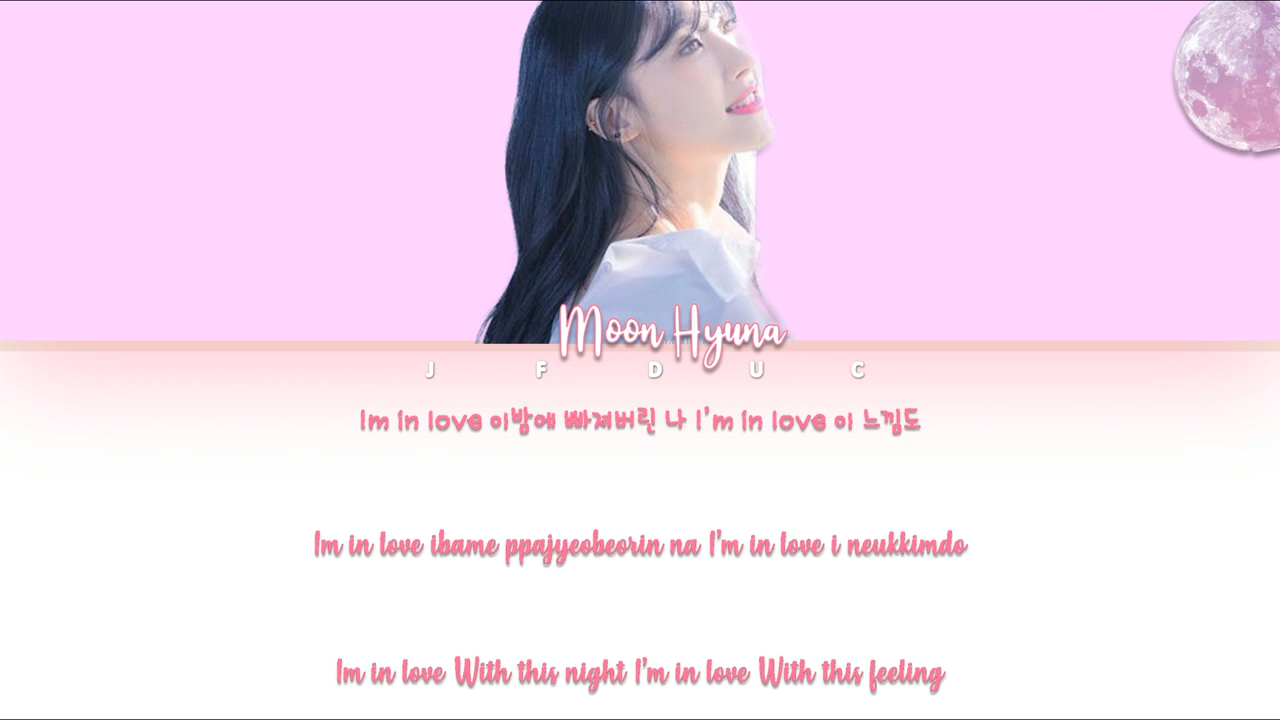 Moon Hyuna
J F D U C
Im in love 이밤에 빠져버린 나 I'm in love 이 느낌도
Im in love ibame ppajyeobeorin na I'm in love i neukkimdo
Im in love With this night I'm in love With this feeling